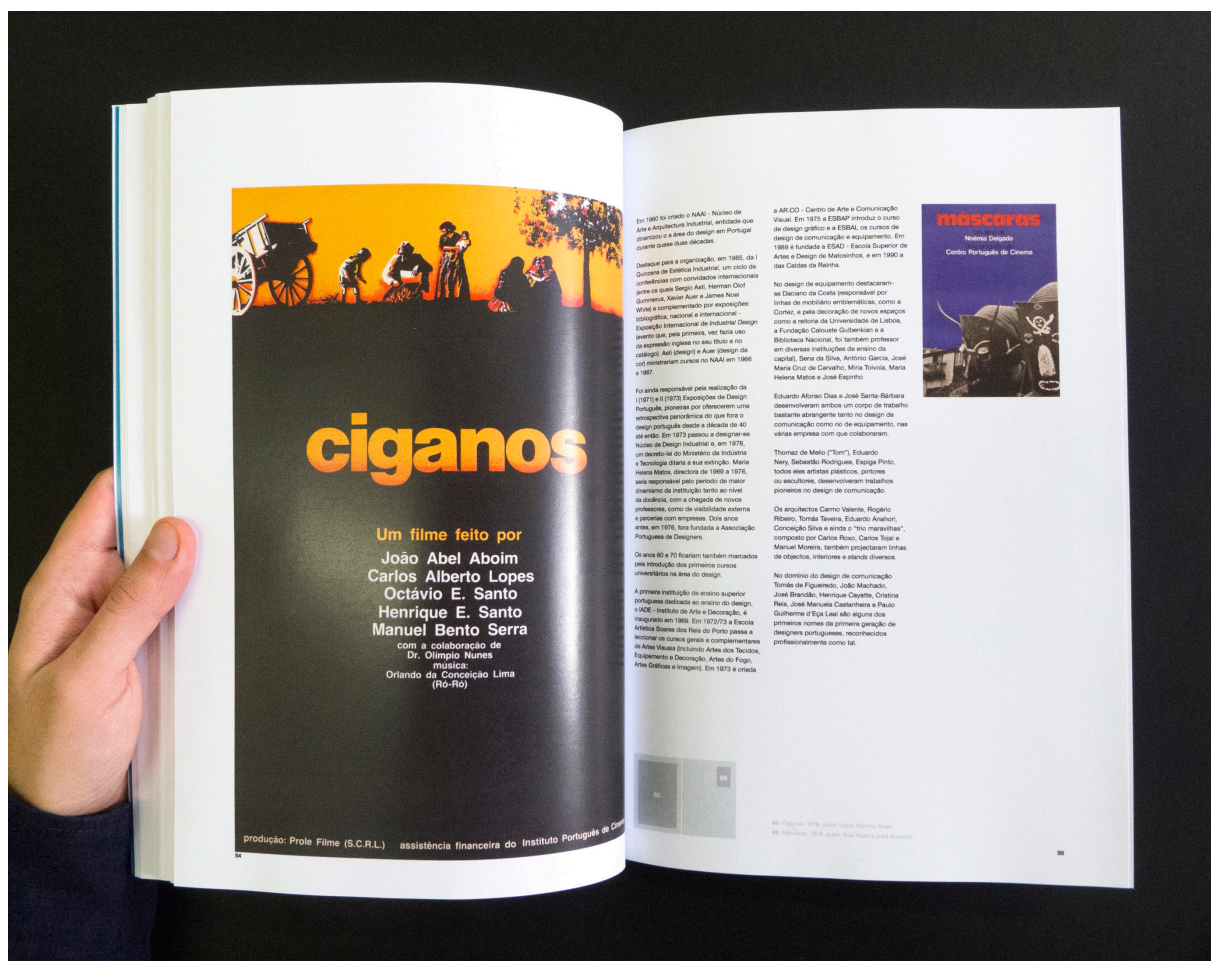 ciganos
Um filme feito por
João Abel Aboim
Carlos Alberto Lopes
Octávio E. Santo
Henrique E. Santo
Manuel Bento Serra
com a colaboração de
Dr. Olímpio Nunes
música:
Orlando da Conceição Lima
(Ró-Ró)
produção: Prole Filme (S.C.R.L.) assistência financeira do Instituto Português de Cinema
54
Em 1960 foi criado o NAAI - Núcleo de
Arte e Arquitectura Industrial, entidade que
dinamizou o a área do design em Portugal
durante quase duas décadas.
Destaque para a organização, em 1965, da I
Quinzena de Estética Industrial, um ciclo de
conferências com convidados internacionais
(entre os quais Sergio Asti, Herman Olof
Gummerus, Xavier Auer e James Noel
White) e complementado por exposições:
bibliográfica, nacional e internacional -
Exposição Internacional de Industrial Design
(evento que, pela primeira, vez fazia uso
da expressão inglesa no seu título e no
catálogo). Asti (design) e Auer (design da
cor) ministrariam cursos no NAAI em 1966
e 1967.
Foi ainda responsável pela realização da
I (1971) e II (1973) Exposições de Design
Português, pioneiras por oferecerem uma
retrospectiva panorâmica do que fora o
design português desde a década de 40
até então. Em 1973 passou a designar-se
Núcleo de Design Industrial e, em 1978,
um decreto-lei do Ministério da Indústria
e Tecnologia ditaria a sua extinção. Maria
Helena Matos, directora de 1969 a 1976,
seria responsável pelo período de maior
dinamismo da instituição tanto ao nível
da docência, com a chegada de novos
professores, como de visibilidade externa
e parcerias com empresas. Dois anos
antes, em 1976, fora fundada a Associação
Portuguesa de Designers.
Os anos 60 e 70 ficariam também marcados
pela introdução dos primeiros cursos
universitários na área do design.
A primeira instituição de ensino superior
portuguesa dedicada ao ensino do design,
o IADE - Instituto de Arte e Decoração, é
inaugurado em 1969. Em 1972/73 a Escola
Artística Soares dos Reis do Porto passa a
leccionar os cursos gerais e complementares
de Artes Visuais (incluindo Artes dos Tecidos,
Equipamento e Decoração, Artes do Fogo,
Artes Gráficas e Imagem). Em 1973 é criada
a AR.CO - Centro de Arte e Comunicação
Visual. Em 1975 a ESBAP introduz o curso
de design gráfico e a ESBAL os cursos de
design de comunicação e equipamento. Em
1989 é fundada a ESAD - Escola Superior de
Artes e Design de Matosinhos, e em 1990 a
das Caldas da Rainha.
No design de equipamento destacaram-
se Daciano da Costa (responsável por
linhas de mobiliário emblemáticas, como a
Cortez, e pela decoração de novos espaços
como a reitoria da Universidade de Lisboa,
a Fundação Calouste Gulbenkian e a
Biblioteca Nacional, foi também professor
em diversas instituições de ensino da
capital), Sena da Silva, António Garcia, José
Maria Cruz de Carvalho, Miria Toivola, Maria
Helena Matos e José Espinho.
Eduardo Afonso Dias e José Santa-Bárbara
desenvolveram ambos um corpo de trabalho
bastante abrangente tanto no design de
comunicação como no de equipamento, nas
várias empresa com que colaboraram.
Thomaz de Mello ("Tom"), Eduardo
Nery, Sebastião Rodrigues, Espiga Pinto,
todos eles artistas plásticos, pintores
ou escultores, desenvolveram trabalhos
pioneiros no design de comunicação.
Os arquitectos Carmo Valente, Rogério
Ribeiro, Tomás Taveira, Eduardo Anahori,
Conceição Silva e ainda o "trio maravilhas",
composto por Carlos Roxo, Carlos Tojal e
Manuel Moreira, também projectaram linhas
de objectos, interiores e stands diversos.
No domínio do design de comunicação
Tomás de Figueiredo, João Machado,
José Brandão, Henrique Cayatte, Cristina
Reis, José Manuela Castanheira e Paulo
Guilherme d'Eça Leal são alguns dos
primeiros nomes da primeira geração de
designers portugueses, reconhecidos
profissionalmente como tal.
máscaras
Noémia Delgado
Centro Português de Cinema
65
66
55